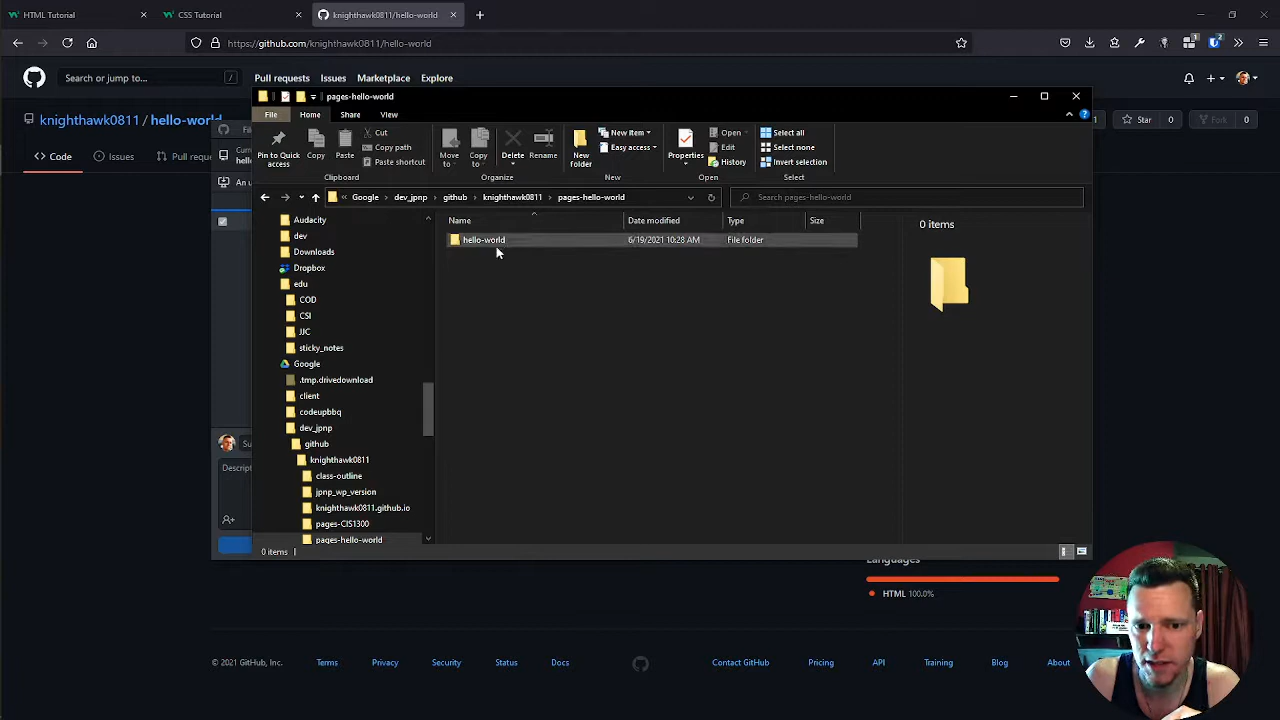 HTML Tutorial
CSS Tutorial
knighthawk0811/hello-world
https://github.com/knighthawk0811/hello-world
Search or jump to...
/
Pull requests
Issues
Marketplace
Explore
knighthawk0811 / hello-world
Star
0
Fork
0
Code
Issues
Pull requ
pages-hello-world
File
Home
Share
View
Pin to Quick access
Copy
Paste
Cut
Copy path
Paste shortcut
Clipboard
Move to
Copy to
Delete
Rename
Organize
New folder
New item
Easy access
New
Properties
Open
Edit
History
Open
Select all
Select none
Invert selection
Select
« Google › dev_jpnp › github › knighthawk0811 › pages-hello-world
Search pages-hello-world
Name
Date modified
Type
Size
hello-world
6/19/2021 10:28 AM
File folder
0 items
Audacity
dev
Downloads
Dropbox
edu
COD
CSI
JJC
sticky_notes
Google
.tmp.drivedownload
client
codeupbbq
dev_jpnp
github
knighthawk0811
class-outline
jpnp_wp_version
knighthawk0811.github.io
pages-CIS1300
pages-hello-world
0 items
Fi
Curr
hello
An u
Su
Descript
Languages
HTML 100.0%
© 2021 GitHub, Inc.
Terms
Privacy
Security
Status
Docs
Contact GitHub
Pricing
API
Training
Blog
About